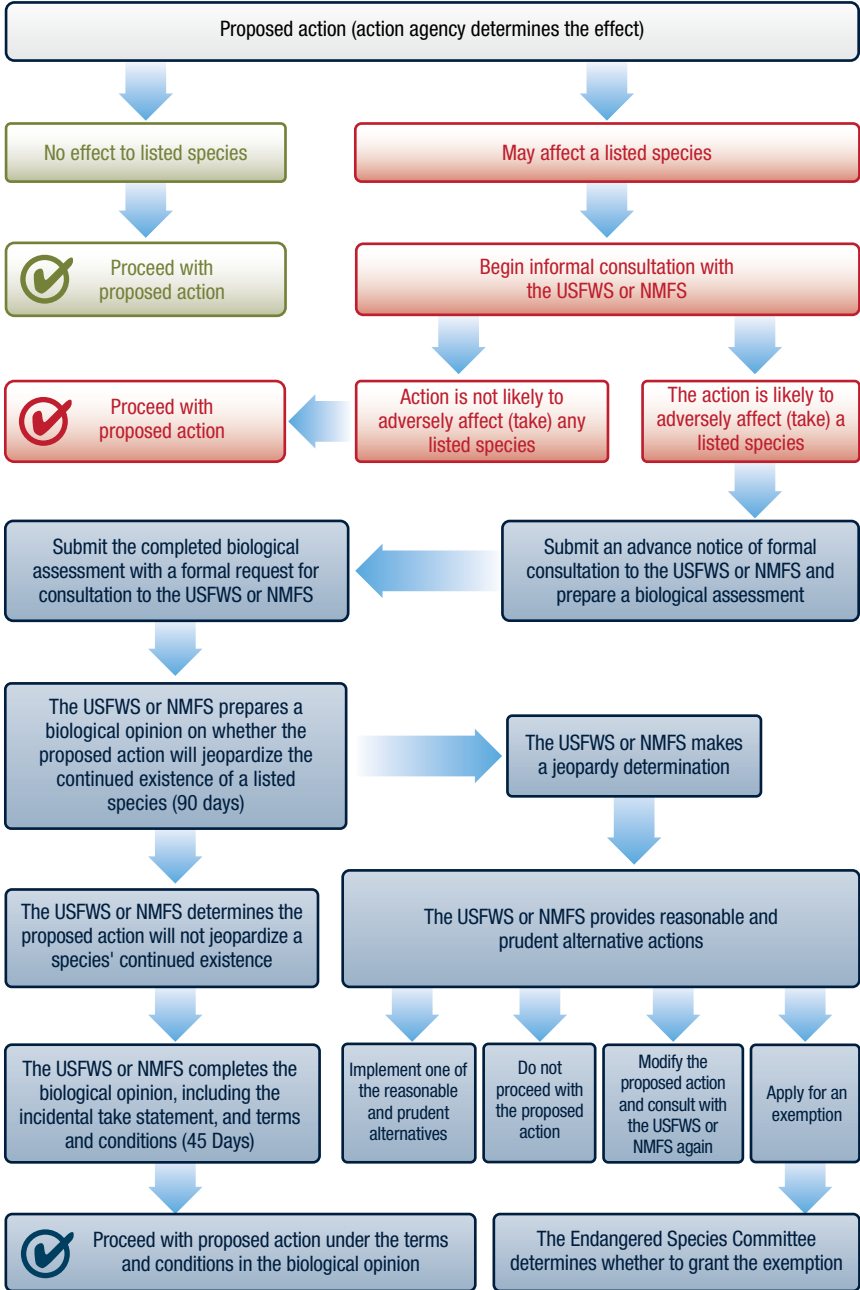 Proposed action (action agency determines the effect)
No effect to listed species
May affect a listed species
Proceed with
proposed action
Begin informal consultation with
the USFWS or NMFS
Proceed with
proposed action
Action is not likely to
adversely affect (take) any
listed species
The action is likely to
adversely affect (take) a
listed species
Submit the completed biological
assessment with a formal request for
consultation to the USFWS or NMFS
Submit an advance notice of formal
consultation to the USFWS or NMFS and
prepare a biological assessment
The USFWS or NMFS prepares a
biological opinion on whether the
proposed action will jeopardize the
continued existence of a listed
species (90 days)
The USFWS or NMFS makes
a jeopardy determination
The USFWS or NMFS determines the
proposed action will not jeopardize a
species' continued existence
The USFWS or NMFS provides reasonable and
prudent alternative actions
The USFWS or NMFS completes the
biological opinion, including the
incidental take statement, and terms
and conditions (45 Days)
Implement one of
the reasonable
and prudent
alternatives
Do not
proceed with
the proposed
action
Modify the
proposed action
and consult with
the USFWS or
NMFS again
Apply for an
exemption
Proceed with proposed action under the terms
and conditions in the biological opinion
The Endangered Species Committee
determines whether to grant the exemption